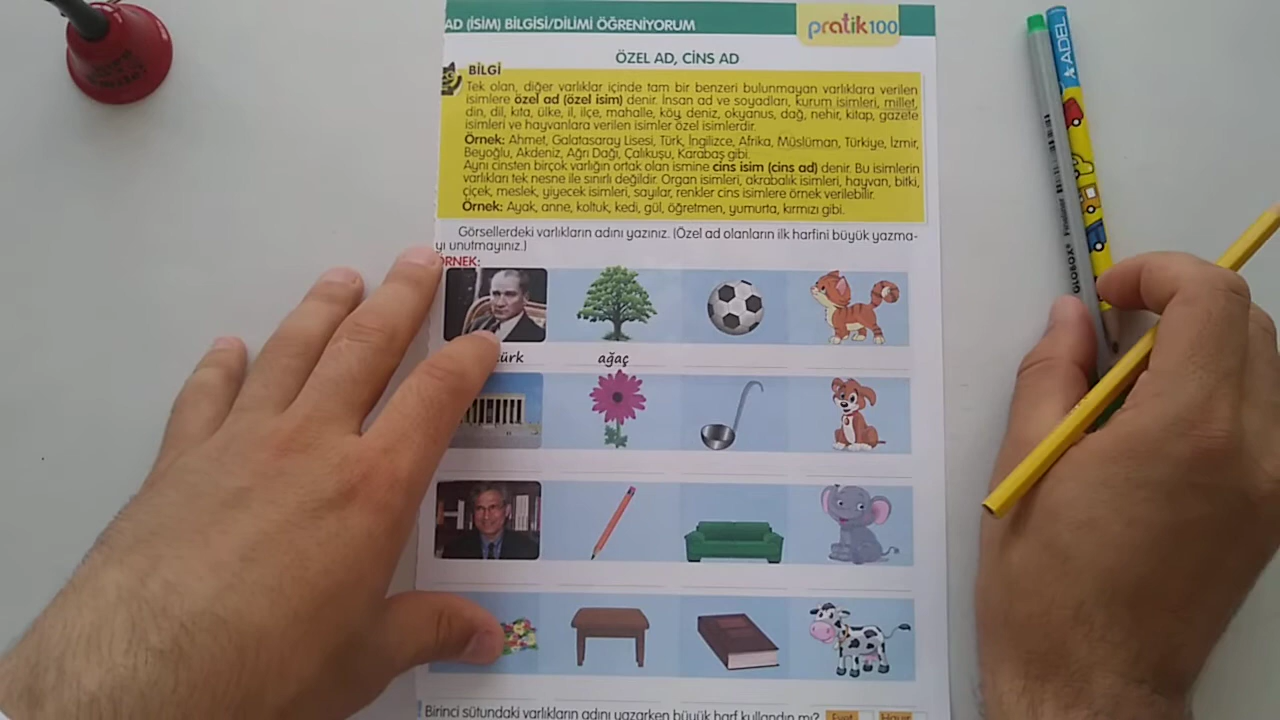 AD (İSİM) BİLGİSİ/DİLİMİ ÖĞRENİYORUM
pratik100
ÖZEL AD, CİNS AD
BİLGİ
Tek olan, diğer varlıklar içinde tam bir benzeri bulunmayan varlıklara verilen
isimlere özel ad (özel isim) denir. İnsan ad ve soyadları, kurum isimleri, millet,
din, dil, kıta, ülke, il, ilçe, mahalle, köy, deniz, okyanus, dağ, nehir, kitap, gazete
isimleri ve hayvanlara verilen isimler özel isimlerdir.
Örnek: Ahmet, Galatasaray Lisesi, Türk, İngilizce, Afrika, Müslüman, Türkiye, İzmir,
Beyoğlu, Akdeniz, Ağrı Dağı, Çalıkuşu, Karabaş gibi.
Aynı cinsten birçok varlığın ortak olan ismine cins isim (cins ad) denir. Bu isimlerin
varlıkları tek nesne ile sınırlı değildir. Organ isimleri, akrabalık isimleri, hayvan, bitki,
çiçek, meslek, yiyecek isimleri, sayılar, renkler cins isimlere örnek verilebilir.
Örnek: Ayak, anne, koltuk, kedi, gül, öğretmen, yumurta, kırmızı gibi.
Görsellerdeki varlıkların adını yazınız. (Özel ad olanların ilk harfini büyük yazma-
yı unutmayınız.)
ÖRNEK:
türk ağaç
Birinci sütundaki varlıkların adını yazarken büyük harf kullandın mı? Evet Hayır
GLOBOX Fineliner
ADEL